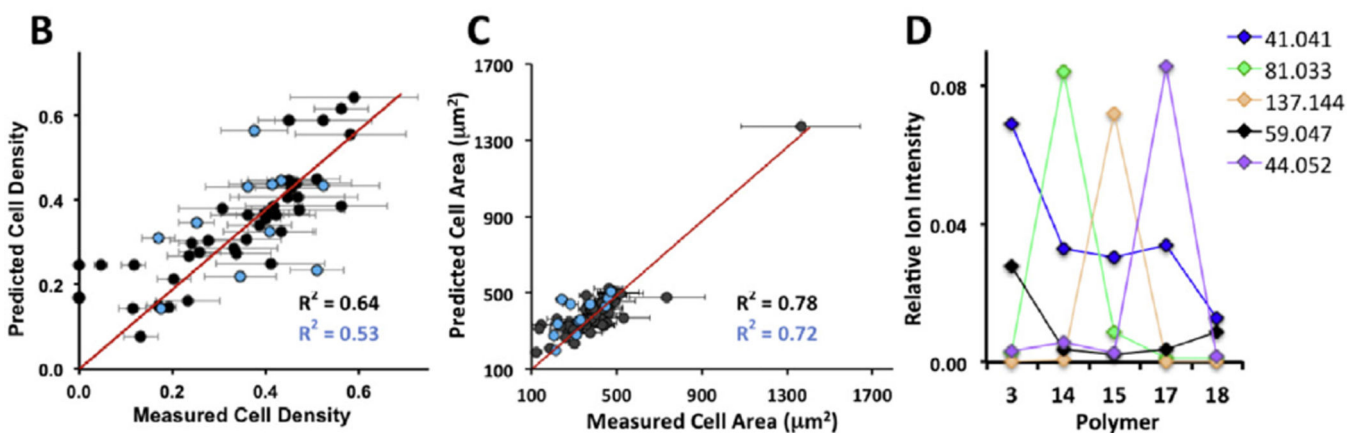 B
Predicted Cell Density
0.6
0.4
0.2
0.0
0.0 0.2 0.4 0.6
Measured Cell Density
R² = 0.64
R² = 0.53
C
Predicted Cell Area (μm²)
1700
1300
900
500
100
100 500 900 1300 1700
Measured Cell Area (μm²)
R² = 0.78
R² = 0.72
D
Relative Ion Intensity
0.08
0.04
0.00
3 14 15 17 18
Polymer
41.041
81.033
137.144
59.047
44.052